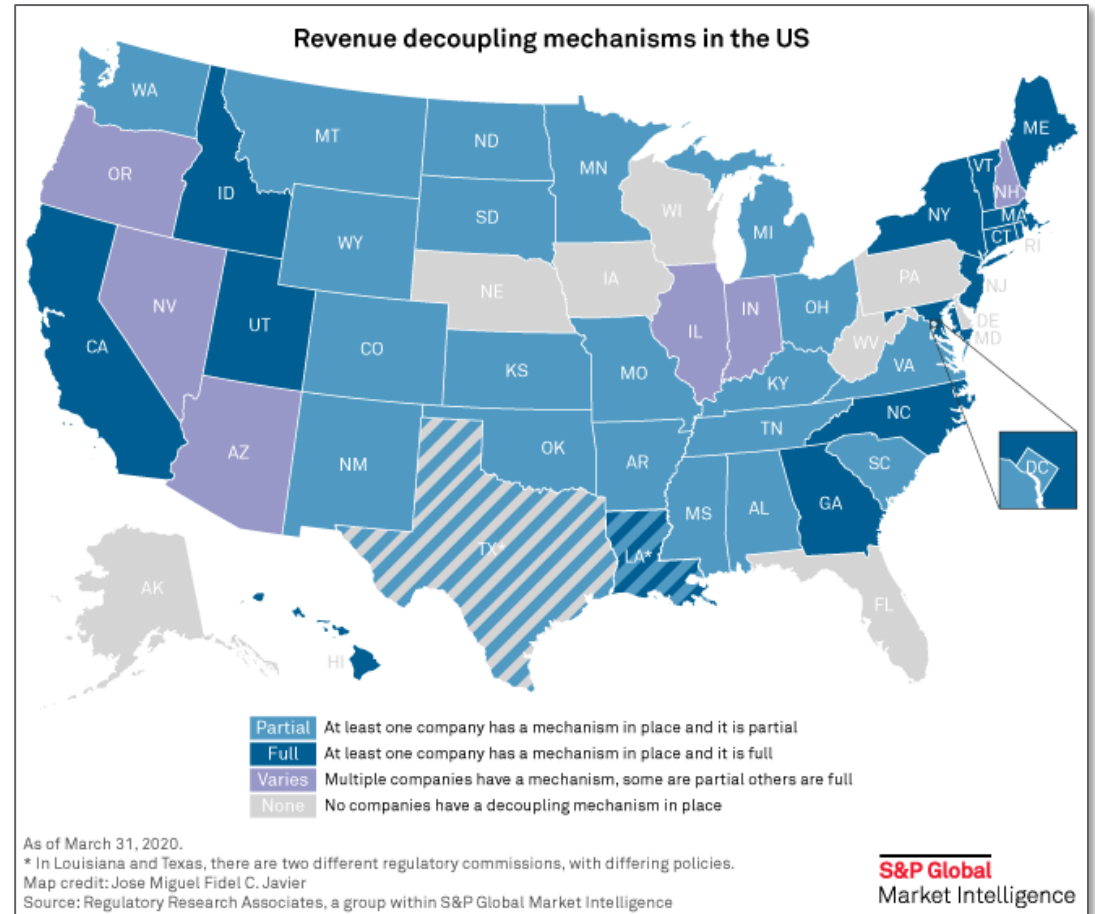 Revenue decoupling mechanisms in the US
WA
MT
ND
MN
ME
VT
NH
OR
ID
SD
WI
MI
NY
MA
WY
CT
RI
IA
PA
NE
NJ
NV
UT
IL
IN
OH
DE
MD
CA
CO
WV
KS
MO
VA
KY
NC
AZ
NM
OK
TN
AR
SC
DC
MS
AL
GA
TX*
LA*
AK
FL
HI
Partial At least one company has a mechanism in place and it is partial
Full At least one company has a mechanism in place and it is full
Varies Multiple companies have a mechanism, some are partial others are full
None No companies have a decoupling mechanism in place
As of March 31, 2020.
* In Louisiana and Texas, there are two different regulatory commissions, with differing policies.
Map credit: Jose Miguel Fidel C. Javier
Source: Regulatory Research Associates, a group within S&P Global Market Intelligence
S&P Global
Market Intelligence